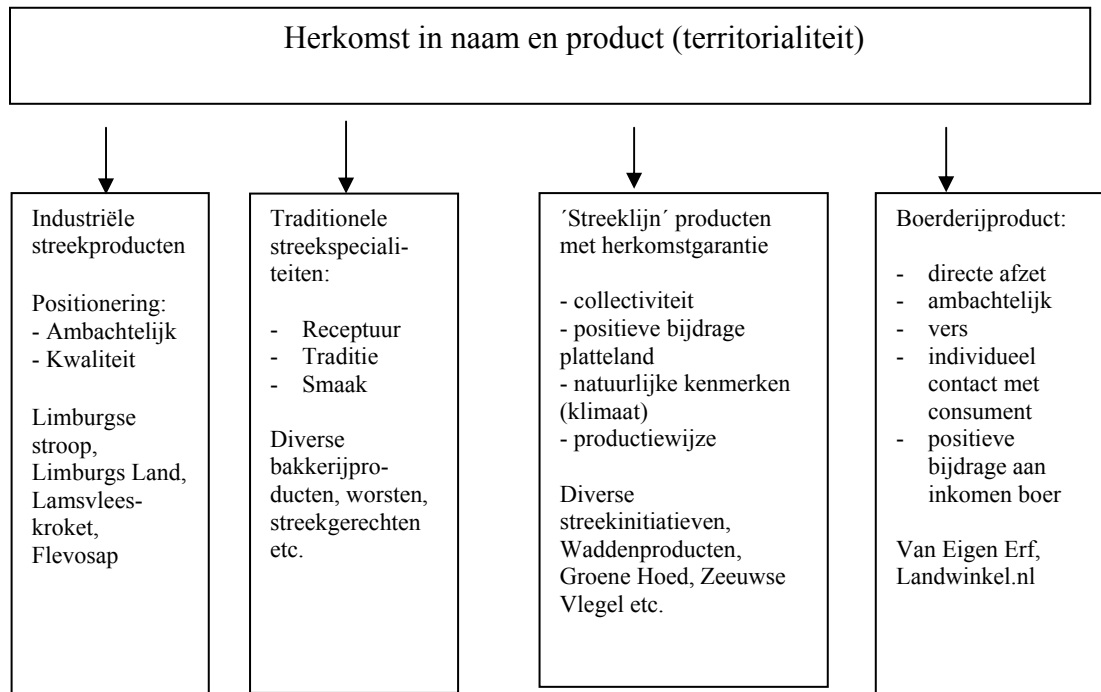 Herkomst in naam en product (territorialiteit)
Industriële
streekproducten
Positionering:
- Ambachtelijk
- Kwaliteit
Limburgse
stroop,
Limburgs Land,
Lamsvlees-
kroket,
Flevosap
Traditionele
streekspeciali-
teiten:
- Receptuur
- Traditie
- Smaak
Diverse
bakkerijpro-
ducten, worsten,
streekgerechten
etc.
´Streeklijn´ producten
met herkomstgarantie
- collectiviteit
- positieve bijdrage
platteland
- natuurlijke kenmerken
(klimaat)
- productiewijze
Diverse
streekinitiatieven,
Waddenproducten,
Groene Hoed, Zeeuwse
Vlegel etc.
Boerderijproduct:
- directe afzet
- ambachtelijk
- vers
- individueel
contact met
consument
- positieve
bijdrage aan
inkomen boer
Van Eigen Erf,
Landwinkel.nl